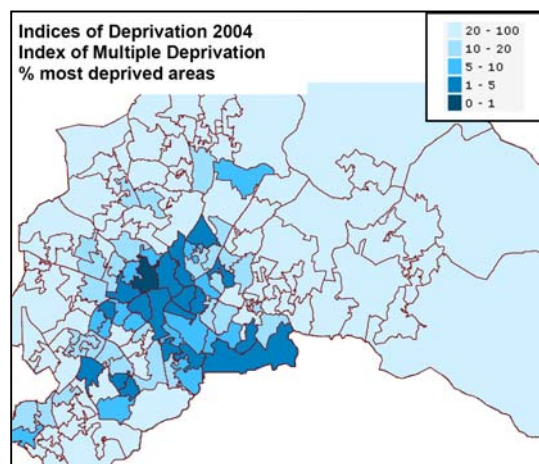 Indices of Deprivation 2004
Index of Multiple Deprivation
% most deprived areas
20 - 100
10 - 20
5 - 10
1 - 5
0 - 1